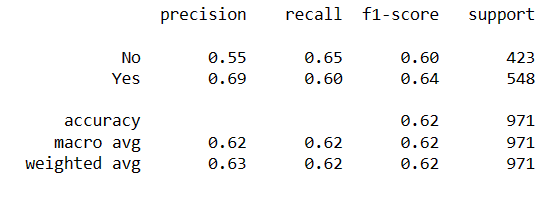 precision recall f1-score support
No 0.55 0.65 0.60 423
Yes 0.69 0.60 0.64 548
accuracy 0.62 971
macro avg 0.62 0.62 0.62 971
weighted avg 0.63 0.62 0.62 971